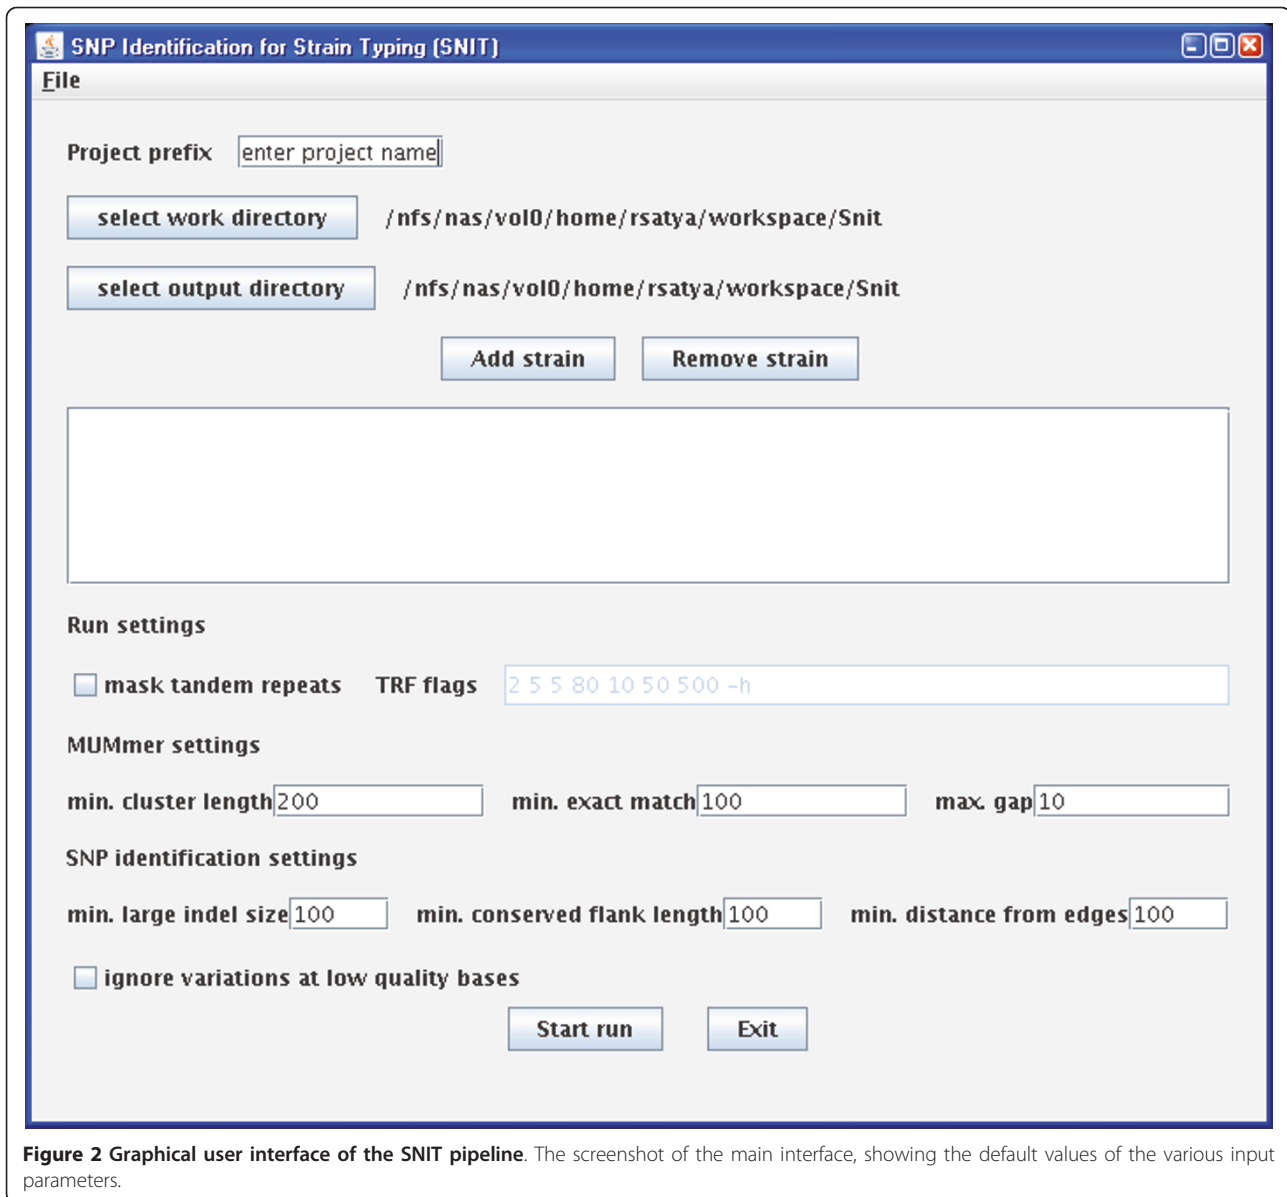 SNP Identification for Strain Typing (SNIT)
File
Project prefix enter project name
select work directory /nfs/nas/vol0/home/rsatya/workspace/Snit
select output directory /nfs/nas/vol0/home/rsatya/workspace/Snit
Add strain Remove strain
Run settings
mask tandem repeats TRF flags 2 5 5 80 10 50 500 -h
MUMmer settings
min. cluster length 200 min. exact match 100 max. gap 10
SNP identification settings
min. large indel size 100 min. conserved flank length 100 min. distance from edges 100
ignore variations at low quality bases
Start run Exit
Figure 2 Graphical user interface of the SNIT pipeline. The screenshot of the main interface, showing the default values of the various input
parameters.